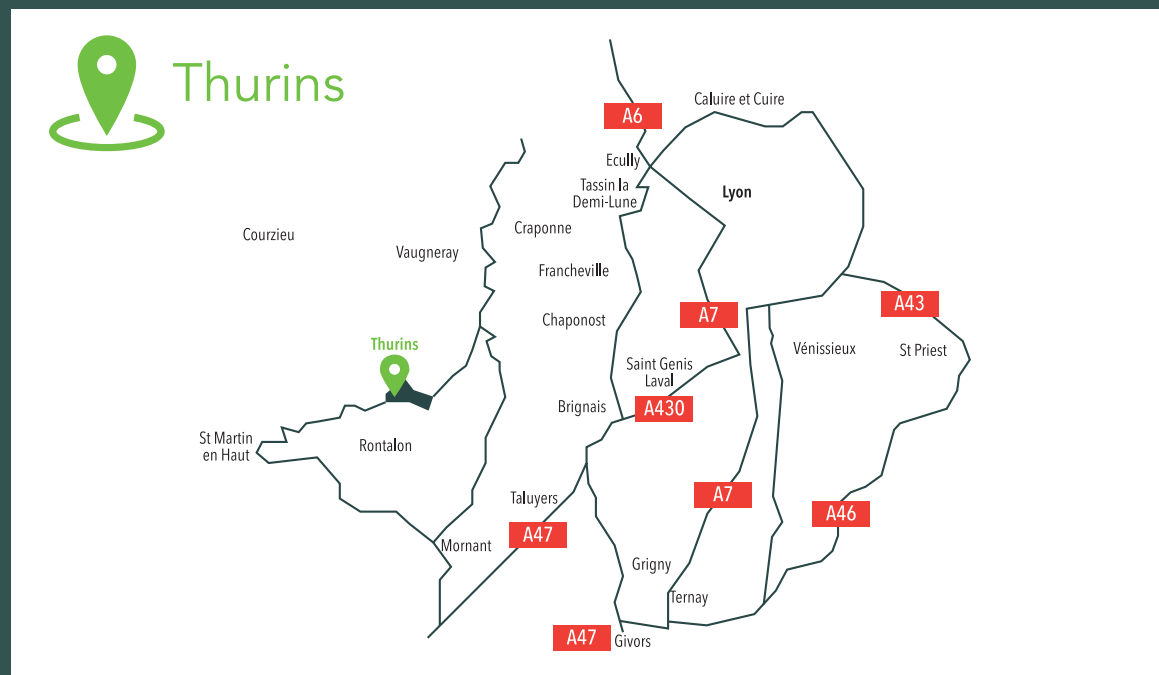 Thurins
Caluire et Cuire
A6
Ecully
Tassin la
Demi-Lune
Lyon
Craponne
Courzieu
Vaugneray
Francheville
A43
A7
Chaponost
Thurins
Vénissieux
St Priest
Saint Genis
Laval
Brignais
A430
St Martin
en Haut
Rontalon
Taluyers
A7
A46
A47
Mornant
Grigny
Ternay
A47
Givors